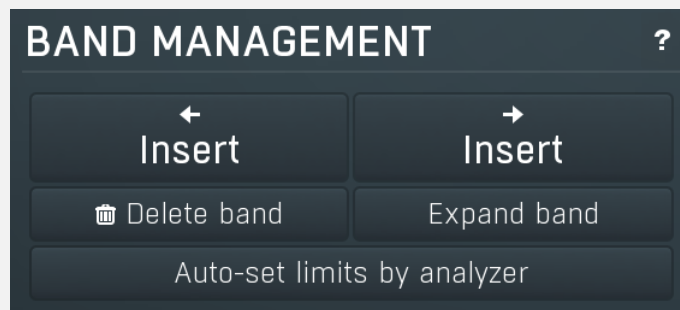 BAND MANAGEMENT ?
← →
Insert Insert
Delete band Expand band
Auto-set limits by analyzer